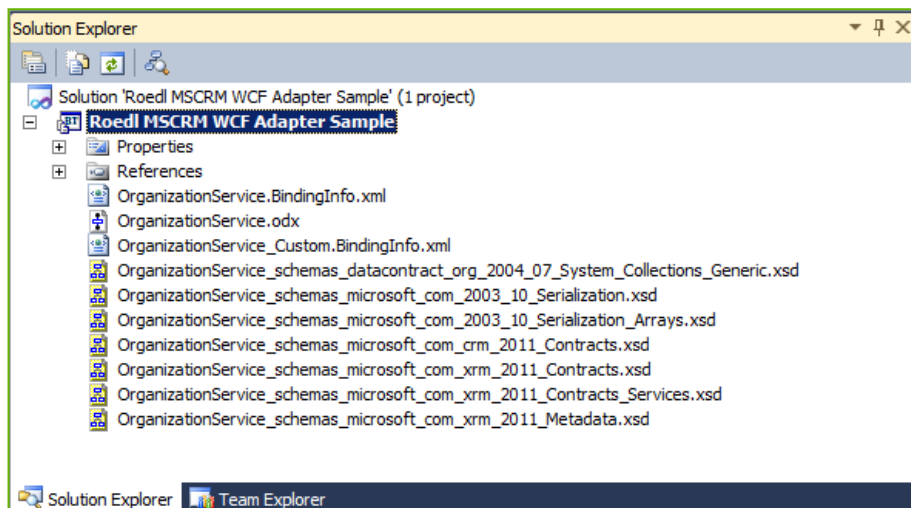 Solution Explorer
Solution 'Roedl MSCRM WCF Adapter Sample' (1 project)
BT Roedl MSCRM WCF Adapter Sample
Properties
References
OrganizationService.BindingInfo.xml
OrganizationService.odx
OrganizationService_Custom.BindingInfo.xml
OrganizationService_schemas_datacontract_org_2004_07_System_Collections_Generic.xsd
OrganizationService_schemas_microsoft_com_2003_10_Serialization.xsd
OrganizationService_schemas_microsoft_com_2003_10_Serialization_Arrays.xsd
OrganizationService_schemas_microsoft_com_crm_2011_Contracts.xsd
OrganizationService_schemas_microsoft_com_xrm_2011_Contracts.xsd
OrganizationService_schemas_microsoft_com_xrm_2011_Contracts_Services.xsd
OrganizationService_schemas_microsoft_com_xrm_2011_Metadata.xsd
Solution Explorer Team Explorer